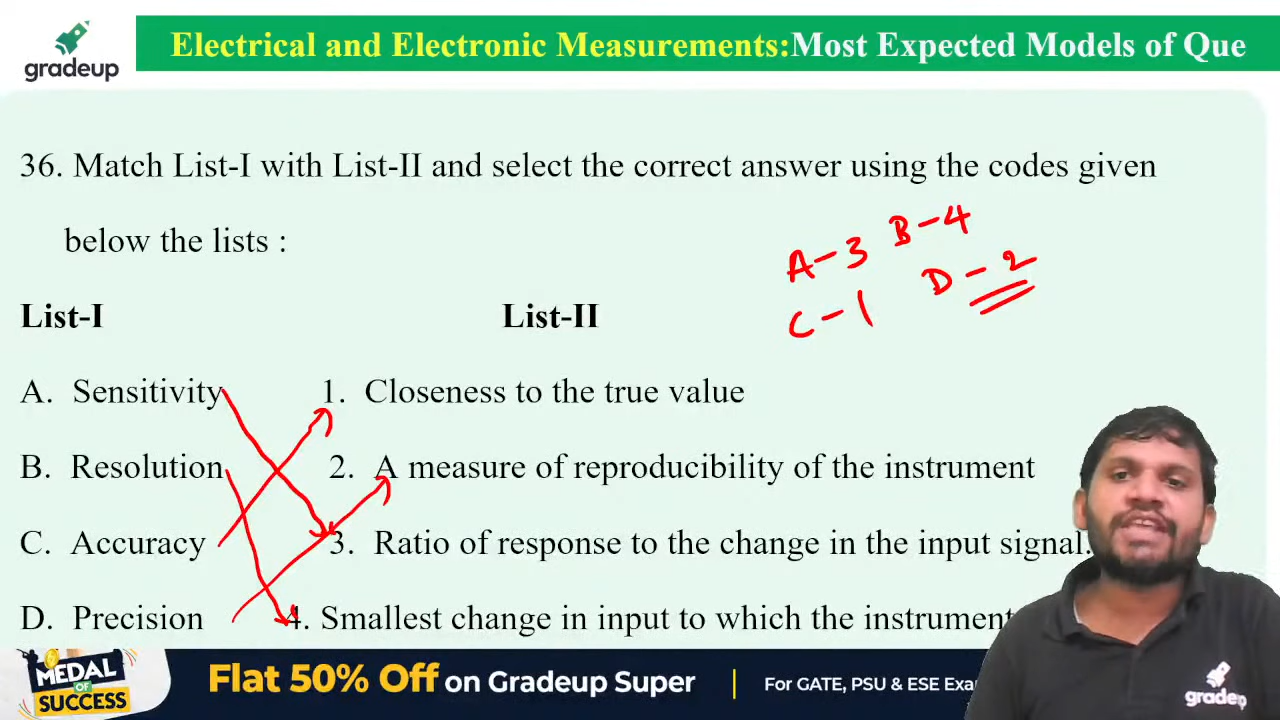 gradeup
Electrical and Electronic Measurements:Most Expected Models of Que
36. Match List-I with List-II and select the correct answer using the codes given
below the lists :
A-3 B-4
C-1 D-2
List-I List-II
A. Sensitivity 1. Closeness to the true value
B. Resolution 2. A measure of reproducibility of the instrument
C. Accuracy 3. Ratio of response to the change in the input signal.
D. Precision 4. Smallest change in input to which the instrument
MEDAL
OF
SUCCESS
Flat 50% Off on Gradeup Super
For GATE, PSU & ESE
gradeup